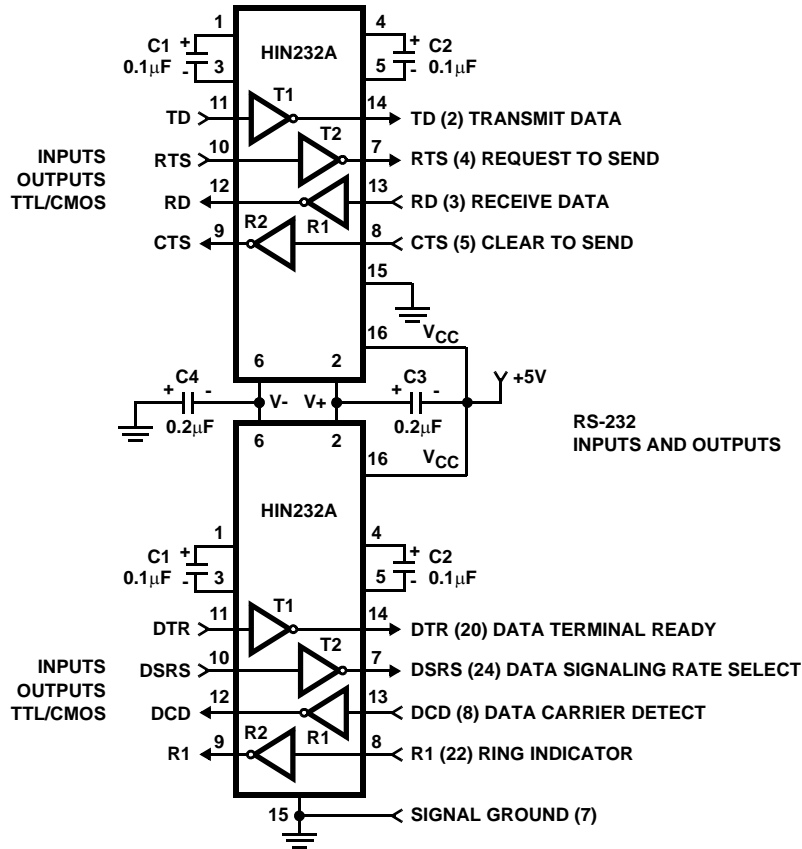 1 4
C1 + HIN232A + C2
0.1µF - 3 5 - 0.1µF
T1
TD 11 14 TD (2) TRANSMIT DATA
T2
INPUTS
OUTPUTS
TTL/CMOS
RTS 10 7 RTS (4) REQUEST TO SEND
RD 12 13 RD (3) RECEIVE DATA
R2 R1
CTS 9 8 CTS (5) CLEAR TO SEND
15
16 VCC
6 2
C4 C3 +5V
+ - V- V+ + -
0.2µF 0.2µF
RS-232
INPUTS AND OUTPUTS
6 2
16 VCC
HIN232A
1 4
C1 + + C2
0.1µF - 3 5 - 0.1µF
T1
DTR 11 14 DTR (20) DATA TERMINAL READY
T2
INPUTS
OUTPUTS
TTL/CMOS
DSRS 10 7 DSRS (24) DATA SIGNALING RATE SELECT
DCD 12 13 DCD (8) DATA CARRIER DETECT
R2 R1
R1 9 8 R1 (22) RING INDICATOR
15 SIGNAL GROUND (7)